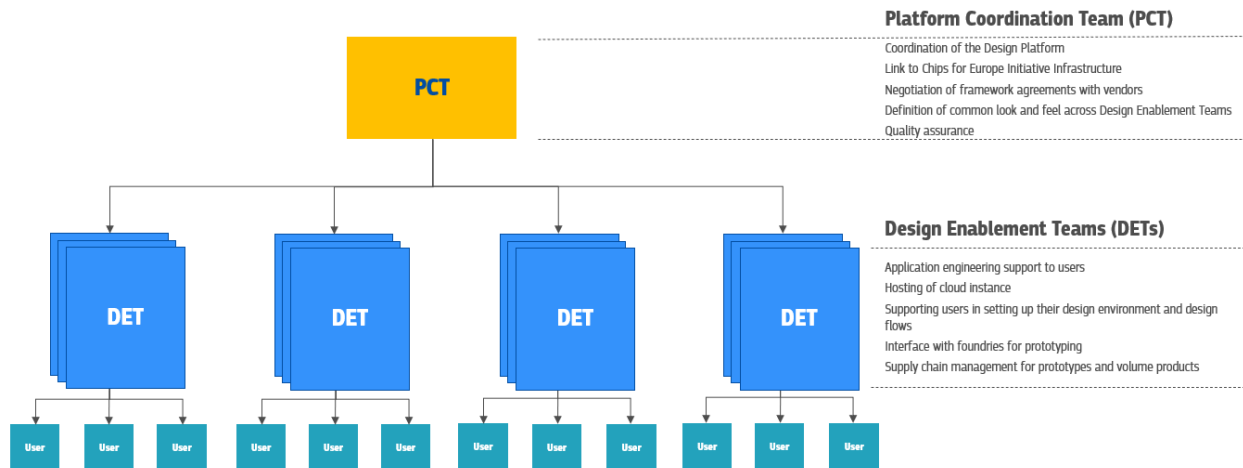 Platform Coordination Team (PCT)
Coordination of the Design Platform
Link to Chips for Europe Initiative Infrastructure
Negotiation of framework agreements with vendors
Definition of common look and feel across Design Enablement Teams
Quality assurance
PCT
Design Enablement Teams (DETs)
Application engineering support to users
Hosting of cloud instance
Supporting users in setting up their design environment and design
flows
Interface with foundries for prototyping
Supply chain management for prototypes and volume products
DET
DET
DET
DET
User
User
User
User
User
User
User
User
User
User
User
User